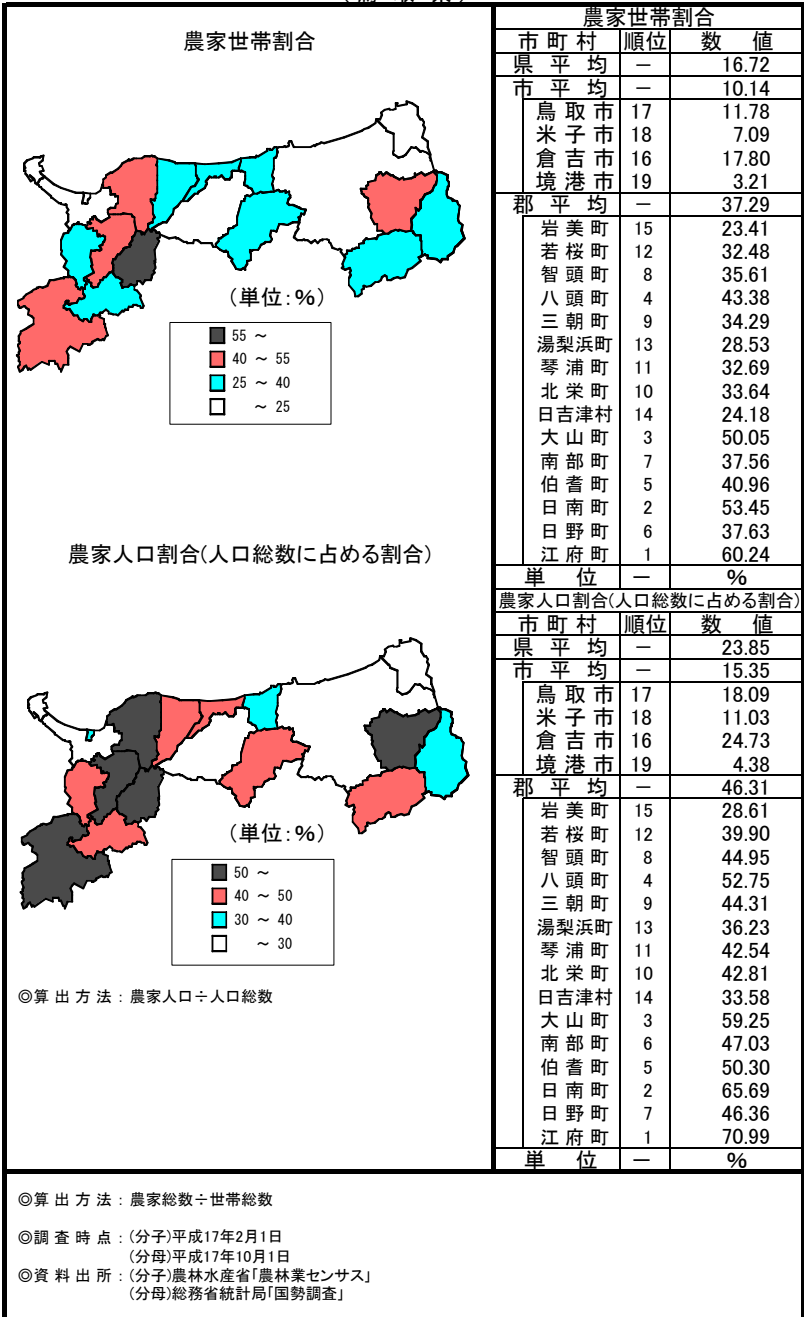 農家世帯割合
(単位:%)
55 ～
40 ～ 55
25 ～ 40
～ 25
農家世帯割合
市町村 順位 数値
県平均 － 16.72
市平均 － 10.14
鳥取市 17 11.78
米子市 18 7.09
倉吉市 16 17.80
境港市 19 3.21
郡平均 － 37.29
岩美町 15 23.41
若桜町 12 32.48
智頭町 8 35.61
八頭町 4 43.38
三朝町 9 34.29
湯梨浜町 13 28.53
琴浦町 11 32.69
北栄町 10 33.64
日吉津村 14 24.18
大山町 3 50.05
南部町 7 37.56
伯耆町 5 40.96
日南町 2 53.45
日野町 6 37.63
江府町 1 60.24
単位 － %
農家人口割合(人口総数に占める割合)
(単位:%)
50 ～
40 ～ 50
30 ～ 40
～ 30
◎算出方法:農家人口÷人口総数
農家人口割合(人口総数に占める割合)
市町村 順位 数値
県平均 － 23.85
市平均 － 15.35
鳥取市 17 18.09
米子市 18 11.03
倉吉市 16 24.73
境港市 19 4.38
郡平均 － 46.31
岩美町 15 28.61
若桜町 12 39.90
智頭町 8 44.95
八頭町 4 52.75
三朝町 9 44.31
湯梨浜町 13 36.23
琴浦町 11 42.54
北栄町 10 42.81
日吉津村 14 33.58
大山町 3 59.25
南部町 6 47.03
伯耆町 5 50.30
日南町 2 65.69
日野町 7 46.36
江府町 1 70.99
単位 － %
◎算出方法:農家総数÷世帯総数
◎調査時点:(分子)平成17年2月1日
(分母)平成17年10月1日
◎資料出所:(分子)農林水産省「農林業センサス」
(分母)総務省統計局「国勢調査」